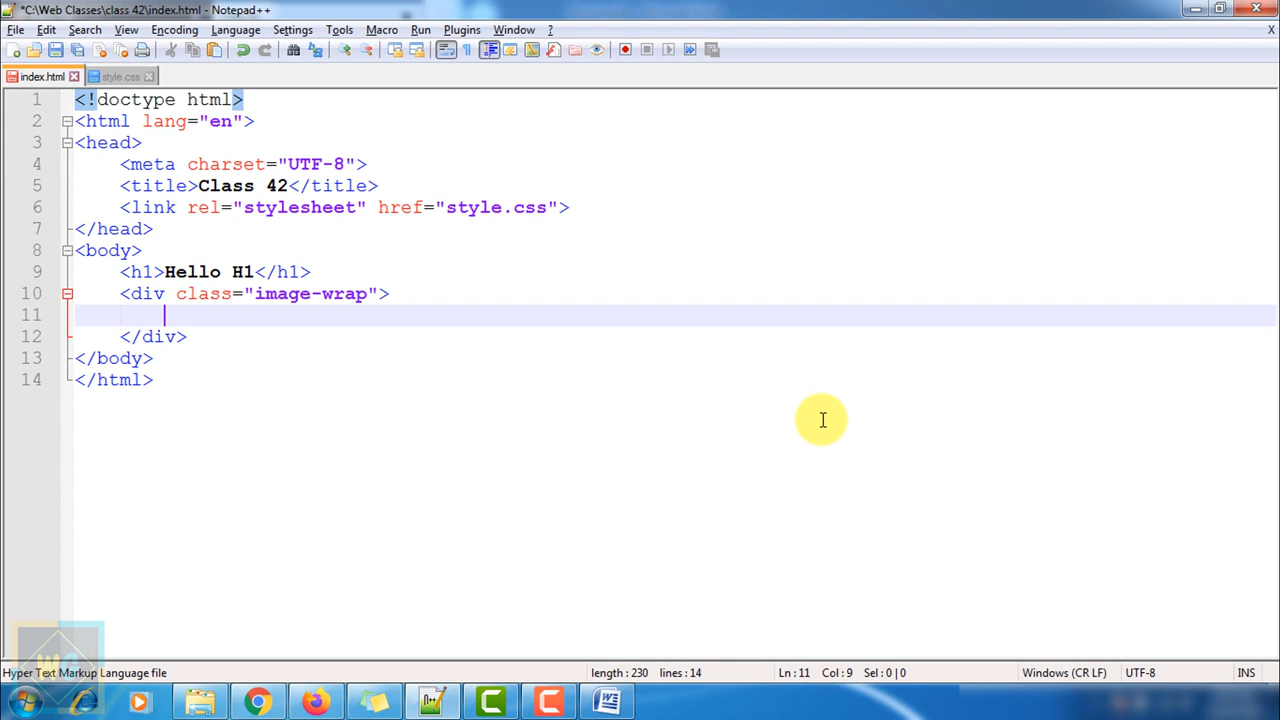 *C:\Web Classes\class 42\index.html - Notepad++
File Edit Search View Encoding Language Settings Tools Macro Run Plugins Window ? X
index.html style.css
1 <!doctype html>
2 <html lang="en">
3 <head>
4 <meta charset="UTF-8">
5 <title>Class 42</title>
6 <link rel="stylesheet" href="style.css">
7 </head>
8 <body>
9 <h1>Hello H1</h1>
10 <div class="image-wrap">
11
12 </div>
13 </body>
14 </html>
Hyper Text Markup Language file length : 230 lines : 14 Ln : 11 Col : 9 Sel : 0 | 0 Windows (CR LF) UTF-8 INS